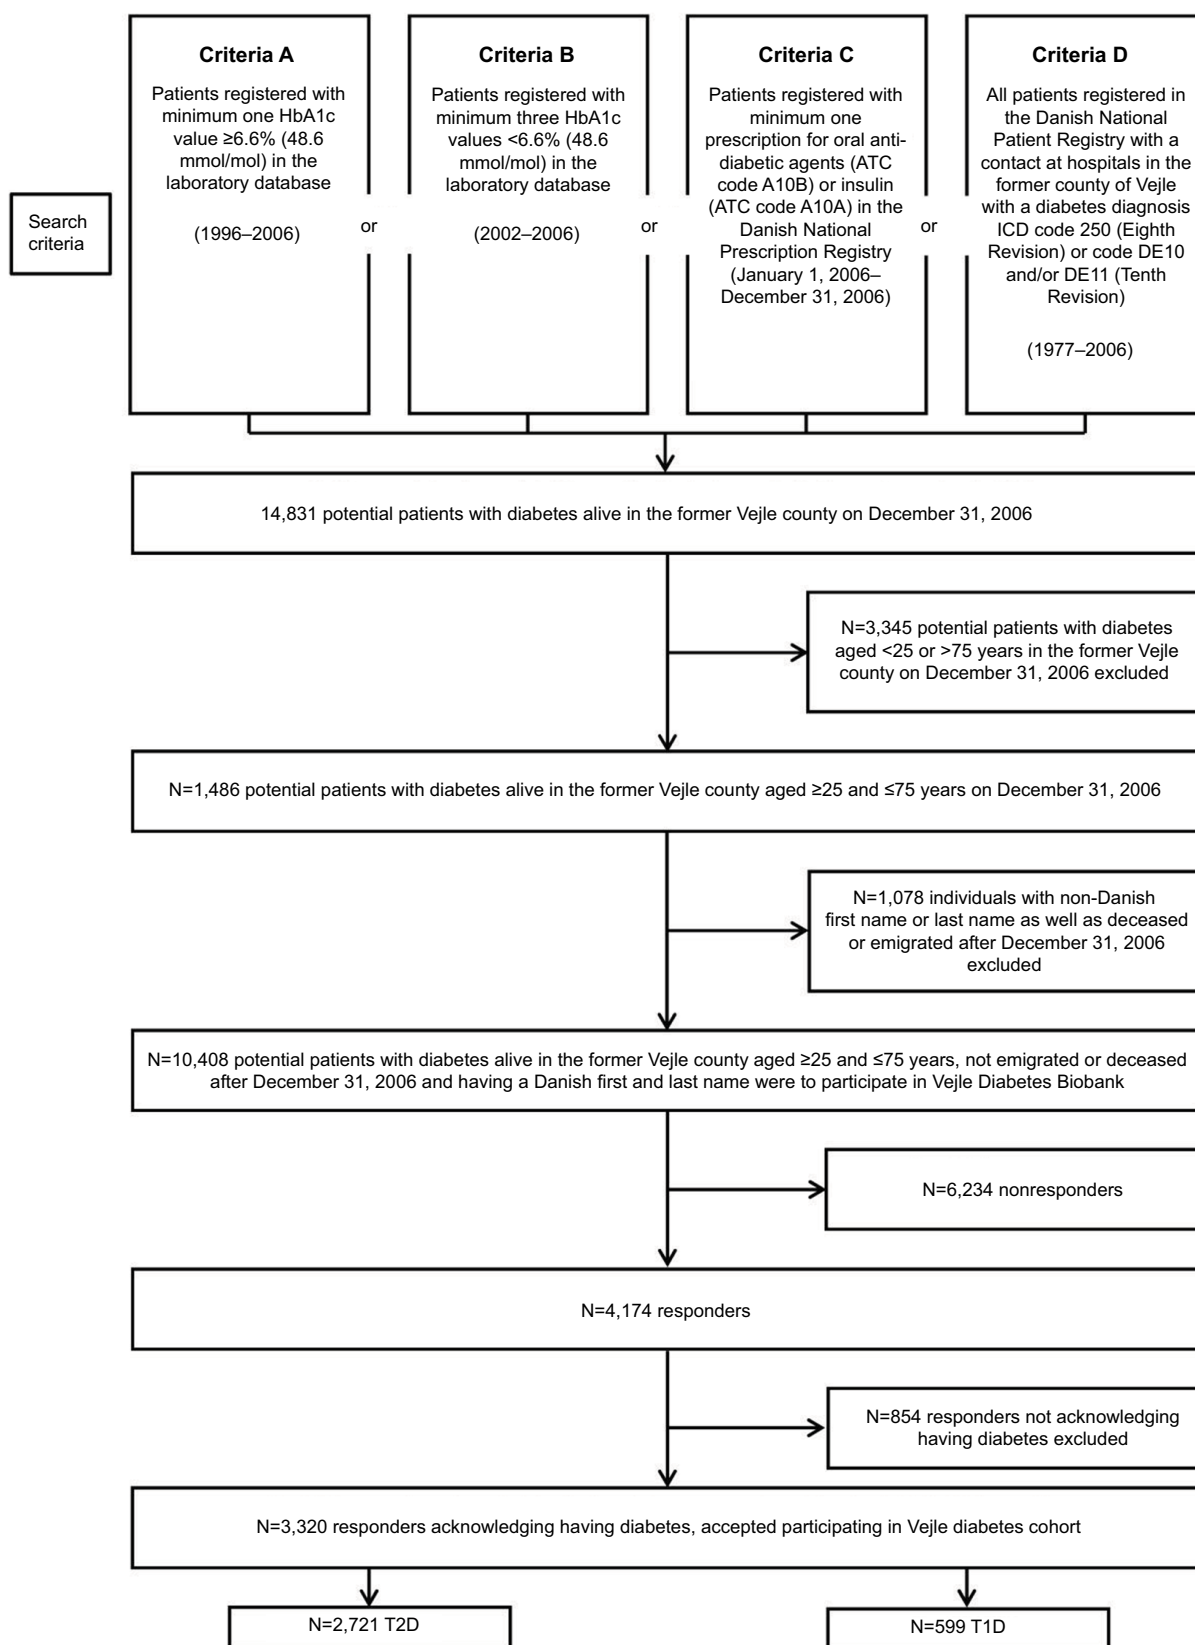 Search
criteria
Criteria A
Patients registered with
minimum one HbA1c
value ≥6.6% (48.6
mmol/mol) in the
laboratory database
(1996–2006)
or
Criteria B
Patients registered with
minimum three HbA1c
values <6.6% (48.6
mmol/mol) in the
laboratory database
(2002–2006)
or
Criteria C
Patients registered with
minimum one
prescription for oral anti-
diabetic agents (ATC
code A10B) or insulin
(ATC code A10A) in the
Danish National
Prescription Registry
(January 1, 2006–
December 31, 2006)
or
Criteria D
All patients registered in
the Danish National
Patient Registry with a
contact at hospitals in the
former county of Vejle
with a diabetes diagnosis
ICD code 250 (Eighth
Revision) or code DE10
and/or DE11 (Tenth
Revision)
(1977–2006)
14,831 potential patients with diabetes alive in the former Vejle county on December 31, 2006
N=3,345 potential patients with diabetes
aged <25 or >75 years in the former Vejle
county on December 31, 2006 excluded
N=1,486 potential patients with diabetes alive in the former Vejle county aged ≥25 and ≤75 years on December 31, 2006
N=1,078 individuals with non-Danish
first name or last name as well as deceased
or emigrated after December 31, 2006
excluded
N=10,408 potential patients with diabetes alive in the former Vejle county aged ≥25 and ≤75 years, not emigrated or deceased
after December 31, 2006 and having a Danish first and last name were to participate in Vejle Diabetes Biobank
N=6,234 nonresponders
N=4,174 responders
N=854 responders not acknowledging
having diabetes excluded
N=3,320 responders acknowledging having diabetes, accepted participating in Vejle diabetes cohort
N=2,721 T2D
N=599 T1D